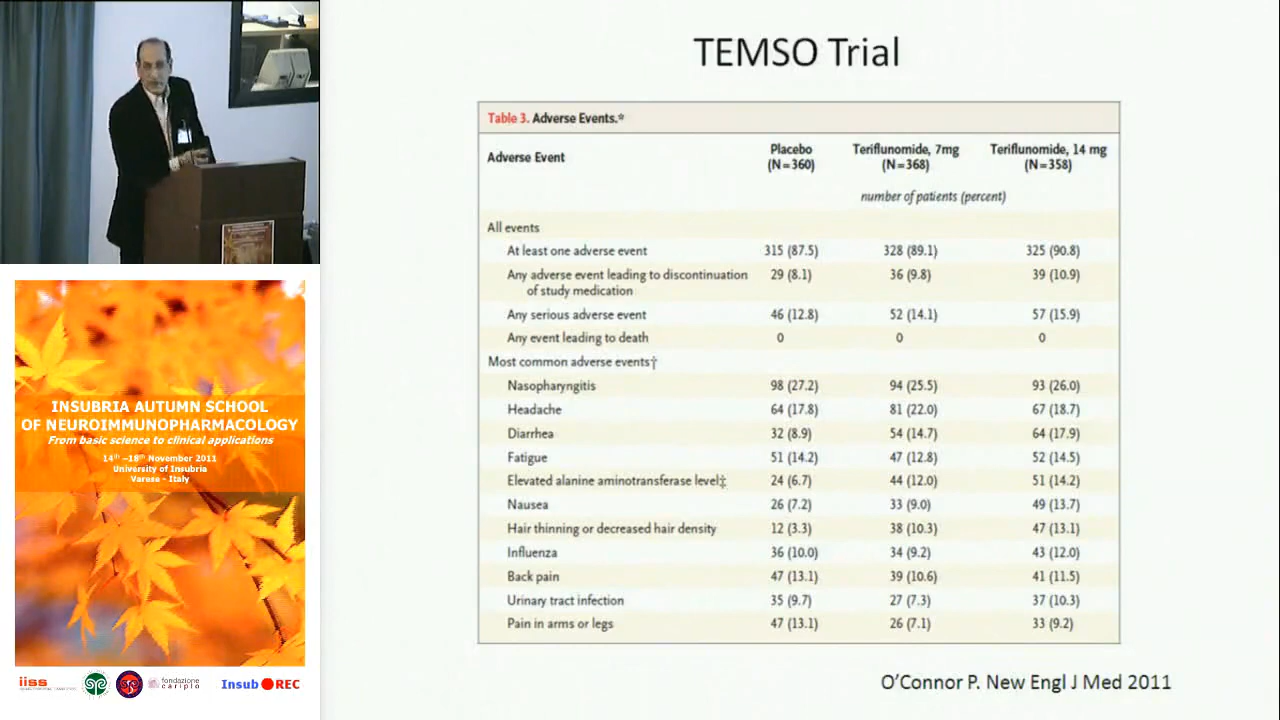 TEMSO Trial
Table 3. Adverse Events.*
Adverse Event
Placebo (N=360)
Teriflunomide, 7mg (N=368)
Teriflunomide, 14 mg (N=358)
number of patients (percent)
All events
At least one adverse event 315 (87.5) 328 (89.1) 325 (90.8)
Any adverse event leading to discontinuation
of study medication 29 (8.1) 36 (9.8) 39 (10.9)
Any serious adverse event 46 (12.8) 52 (14.1) 57 (15.9)
Any event leading to death 0 0 0
Most common adverse events†
Nasopharyngitis 98 (27.2) 94 (25.5) 93 (26.0)
Headache 64 (17.8) 81 (22.0) 67 (18.7)
Diarrhea 32 (8.9) 54 (14.7) 64 (17.9)
Fatigue 51 (14.2) 47 (12.8) 52 (14.5)
Elevated alanine aminotransferase level‡ 24 (6.7) 44 (12.0) 51 (14.2)
Nausea 26 (7.2) 33 (9.0) 49 (13.7)
Hair thinning or decreased hair density 12 (3.3) 38 (10.3) 47 (13.1)
Influenza 36 (10.0) 34 (9.2) 43 (12.0)
Back pain 47 (13.1) 39 (10.6) 41 (11.5)
Urinary tract infection 35 (9.7) 27 (7.3) 37 (10.3)
Pain in arms or legs 47 (13.1) 26 (7.1) 33 (9.2)
O'Connor P. New Engl J Med 2011
INSUBRIA AUTUMN SCHOOL
OF NEUROIMMUNOPHARMACOLOGY
From basic science to clinical applications
14th –18th November 2011
University of Insubria
Varese - Italy
iiss
fondazione
cariplo
Insub REC